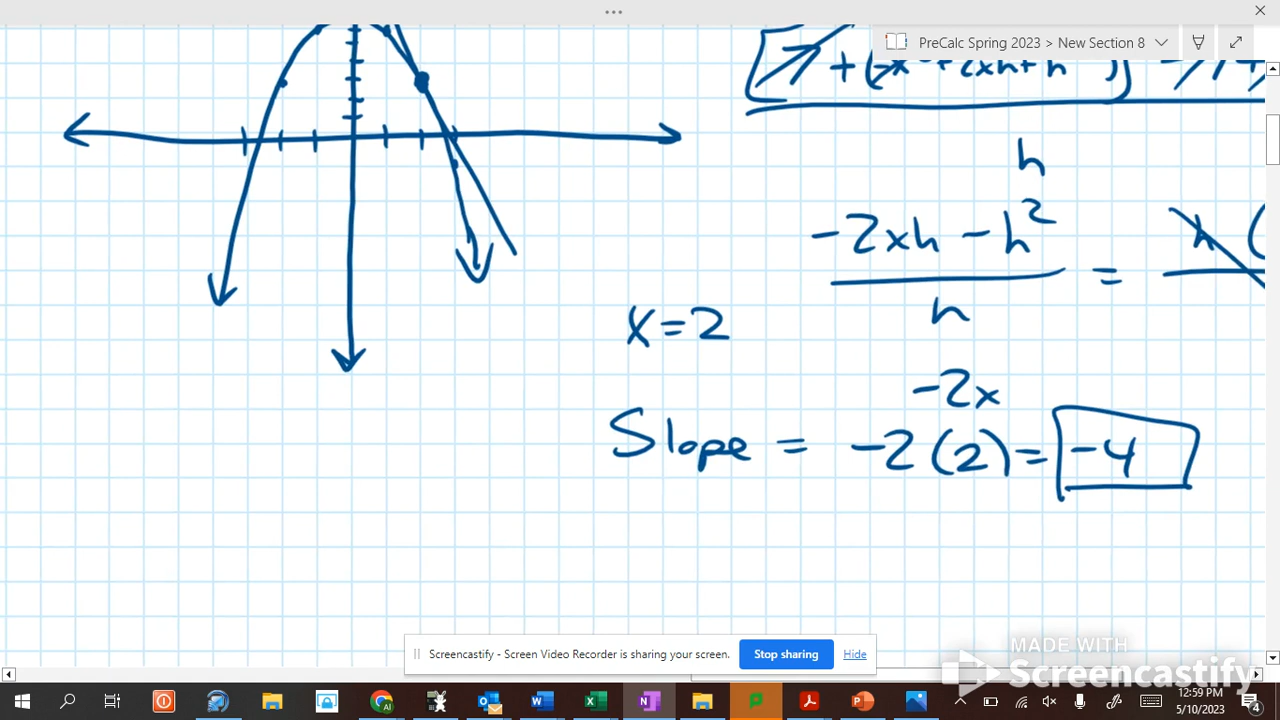 PreCalc Spring 2023 > New Section 8
h
-2xh - h²
=
h
x = 2
-2x
Slope = -2(2) = -4
MADE WITH
Screencastify
Screencastify - Screen Video Recorder is sharing your screen.
Stop sharing
Hide
12:59 PM
5/10/2023
4